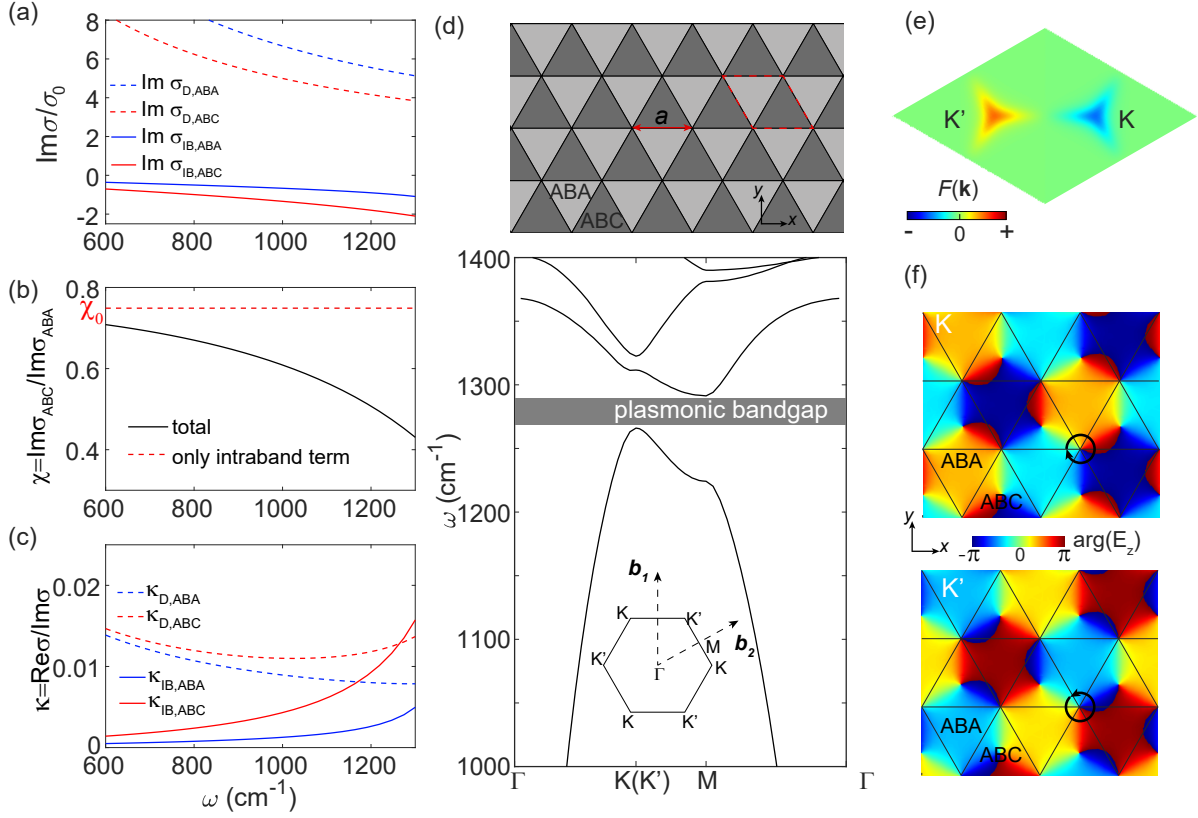 (a)
8
6
4
2
0
-2
Imσ/σ0
Im σD,ABA
Im σD,ABC
Im σIB,ABA
Im σIB,ABC
600 800 1000 1200
(b)
0.8
χ0
0.6
0.4
χ=ImσABC/ImσABA
total
only intraband term
600 800 1000 1200
(c)
0.02
0.01
0
κ=Reσ/Imσ
κD,ABA
κD,ABC
κIB,ABA
κIB,ABC
600 800 1000 1200
ω (cm-1)
(d)
a
ABA
ABC
y
x
1400
1300
1200
1100
1000
ω (cm-1)
plasmonic bandgap
b1
b2
K K'
K' Γ M K
K K'
Γ K(K') M Γ
(e)
K' K
F(k)
- 0 +
(f)
K
ABA
ABC
y
x
-π 0 π arg(Ez)
K'
ABA
ABC